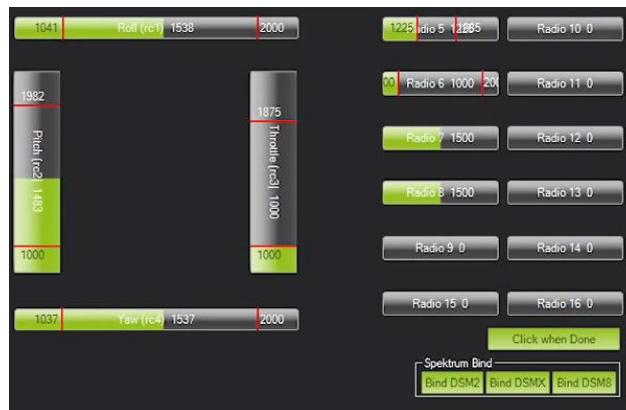 1041 Roll (rc1) 1538 2000
1982
Pitch (rc2) 1483
1000
1875
Throttle (rc3) 1000
1000
1037 Yaw (rc4) 1537 2000
1225
Radio 6 1000
Radio 7 1500
Radio 8 1500
Radio 9 0
Radio 15 0
Radio 10 0
Radio 11 0
Radio 12 0
Radio 13 0
Radio 14 0
Radio 16 0
Click when Done
Spektrum Bind
Bind DSM2 Bind DSMX Bind DSM8